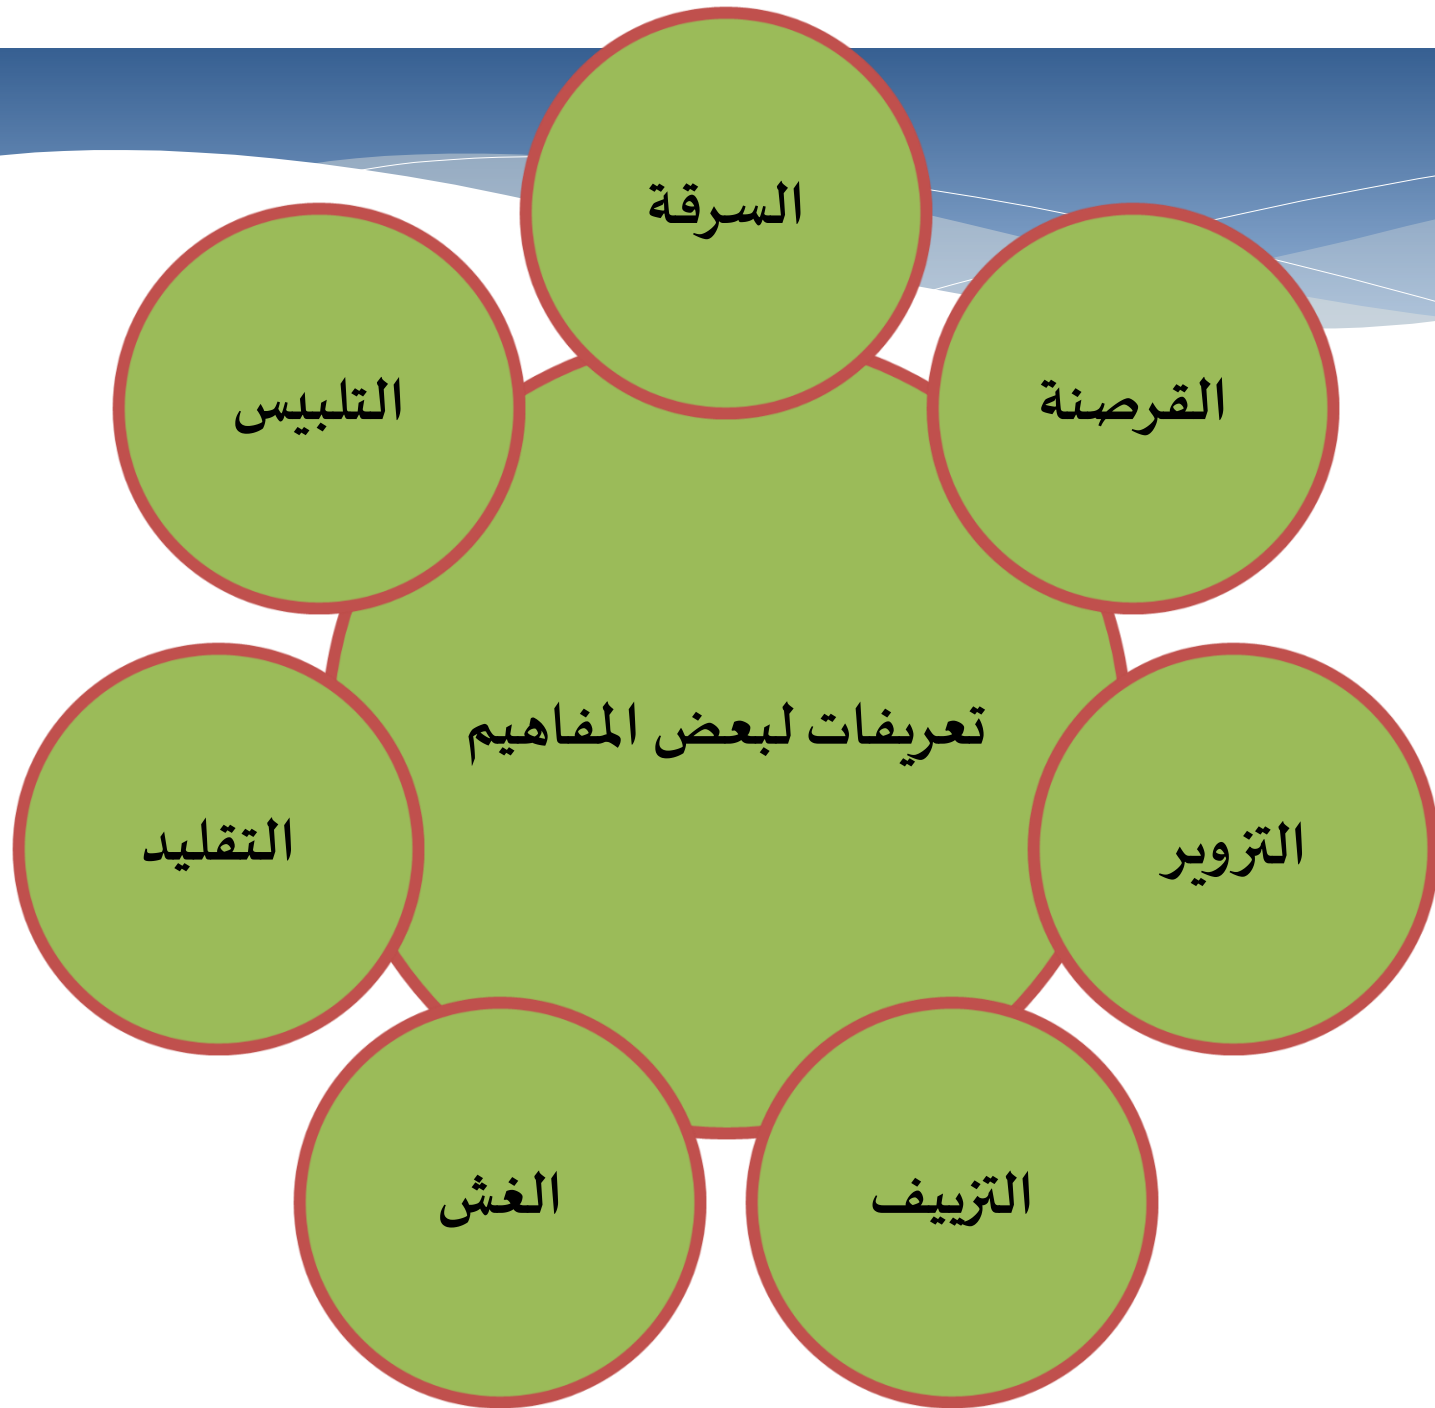 السرقة
القرصنة
التلبيس
تعريفات لبعض المفاهيم
التزوير
التقليد
التزييف
الغش